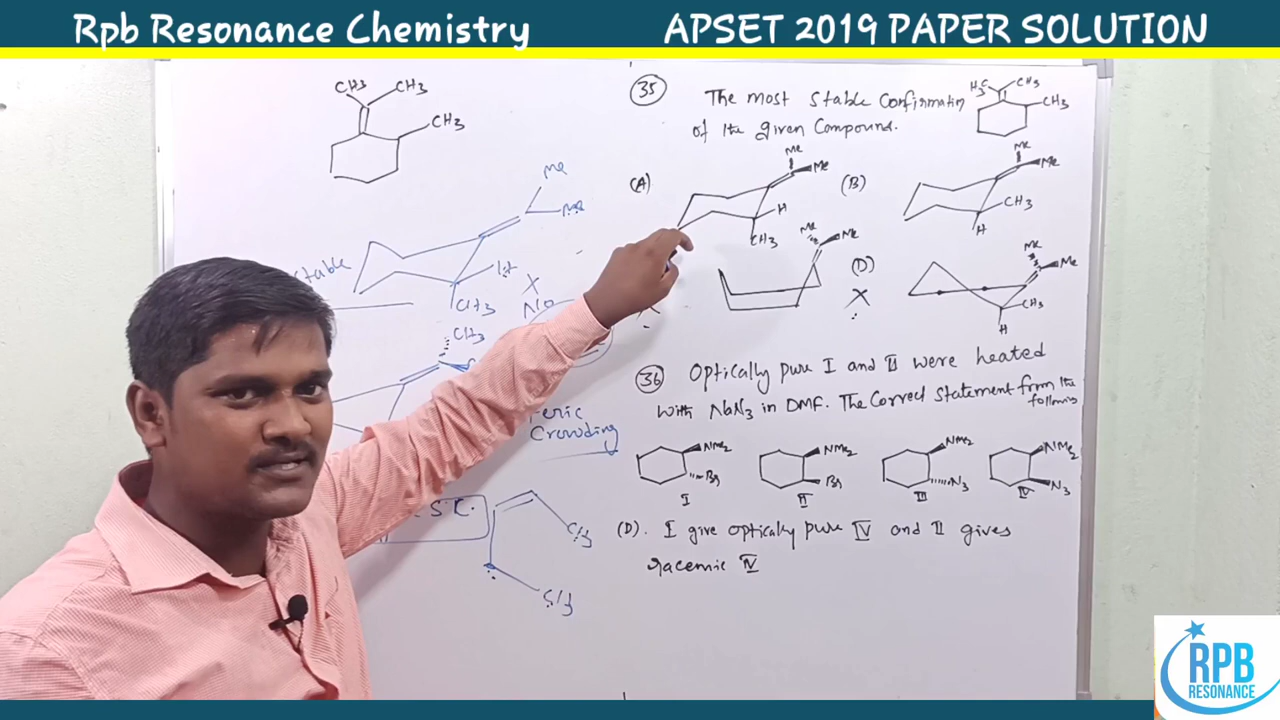 Rpb Resonance Chemistry
APSET 2019 PAPER SOLUTION
CH3
CH3
CH3
Me
Me
H
CH3
Stable
X
No
CH3
Crowding
S.C.
CH3
CH3
35
The most Stable Confirmation
of the given Compound.
H3C
CH3
CH3
(A)
Me
Me
H
CH3
(B)
Me
Me
CH3
H
Me
Me
(D)
X
Me
Me
CH3
H
36
Optically pure I and II were heated
with NaN3 in DMF. The Correct Statement from the
following
NMe2
Br
I
NMe2
Br
II
NMe2
N3
III
NMe2
N3
IV
(D). I give optically pure IV and II gives
racemic IV
RPB
RESONANCE